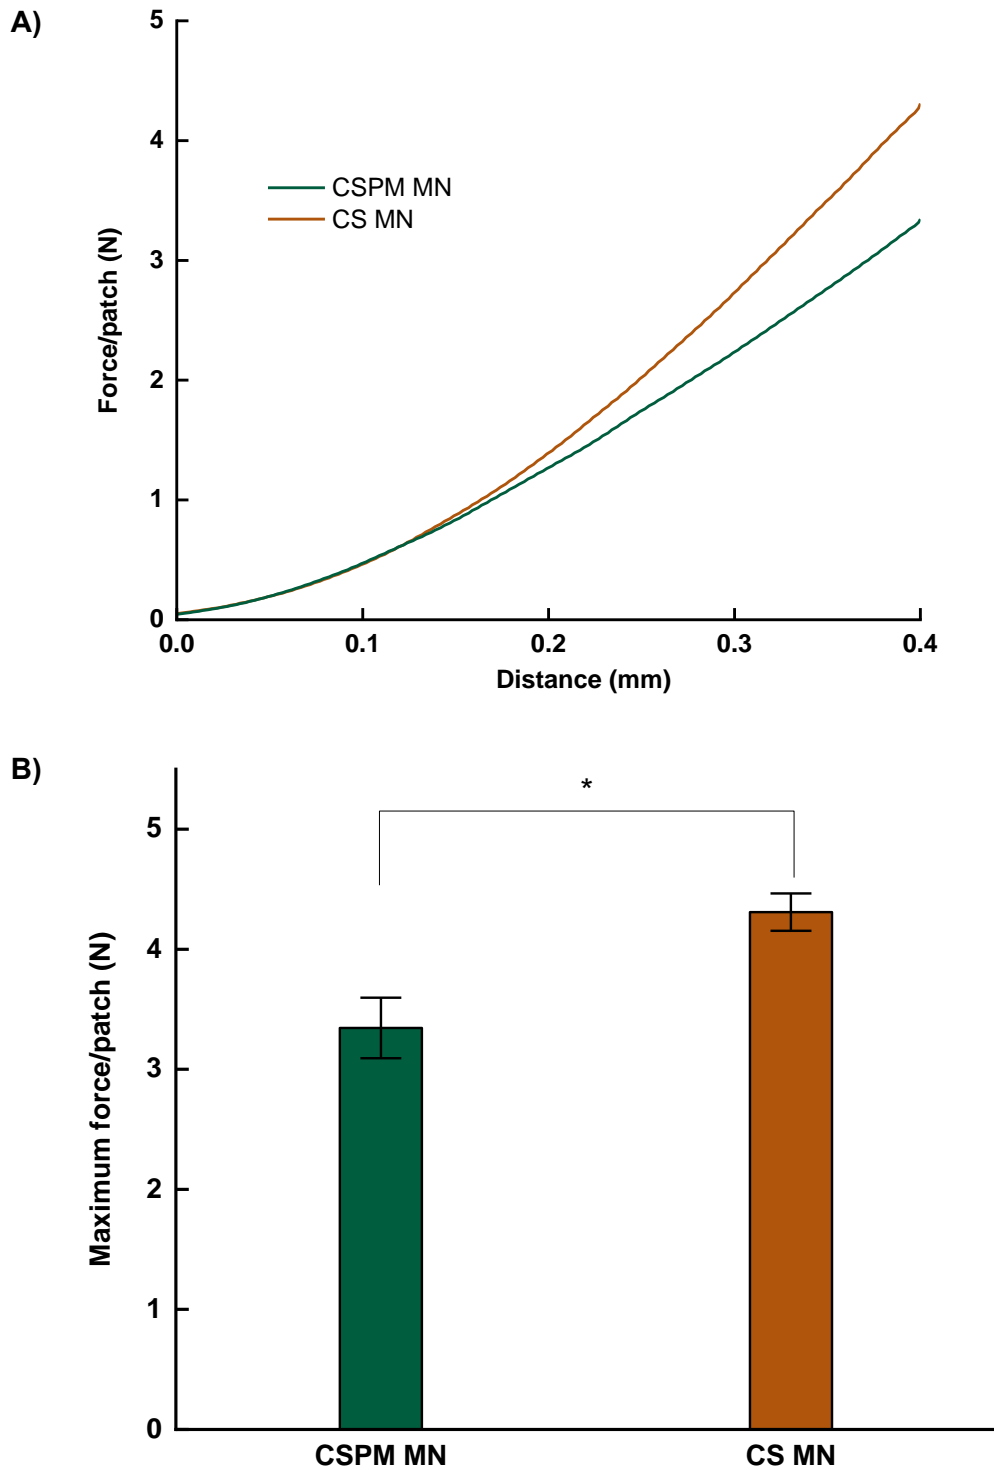 A)
5
4
3
2
1
0
Force/patch (N)
CSPM MN
CS MN
0.0 0.1 0.2 0.3 0.4
Distance (mm)
B)
*
5
4
3
2
1
0
Maximum force/patch (N)
CSPM MN CS MN